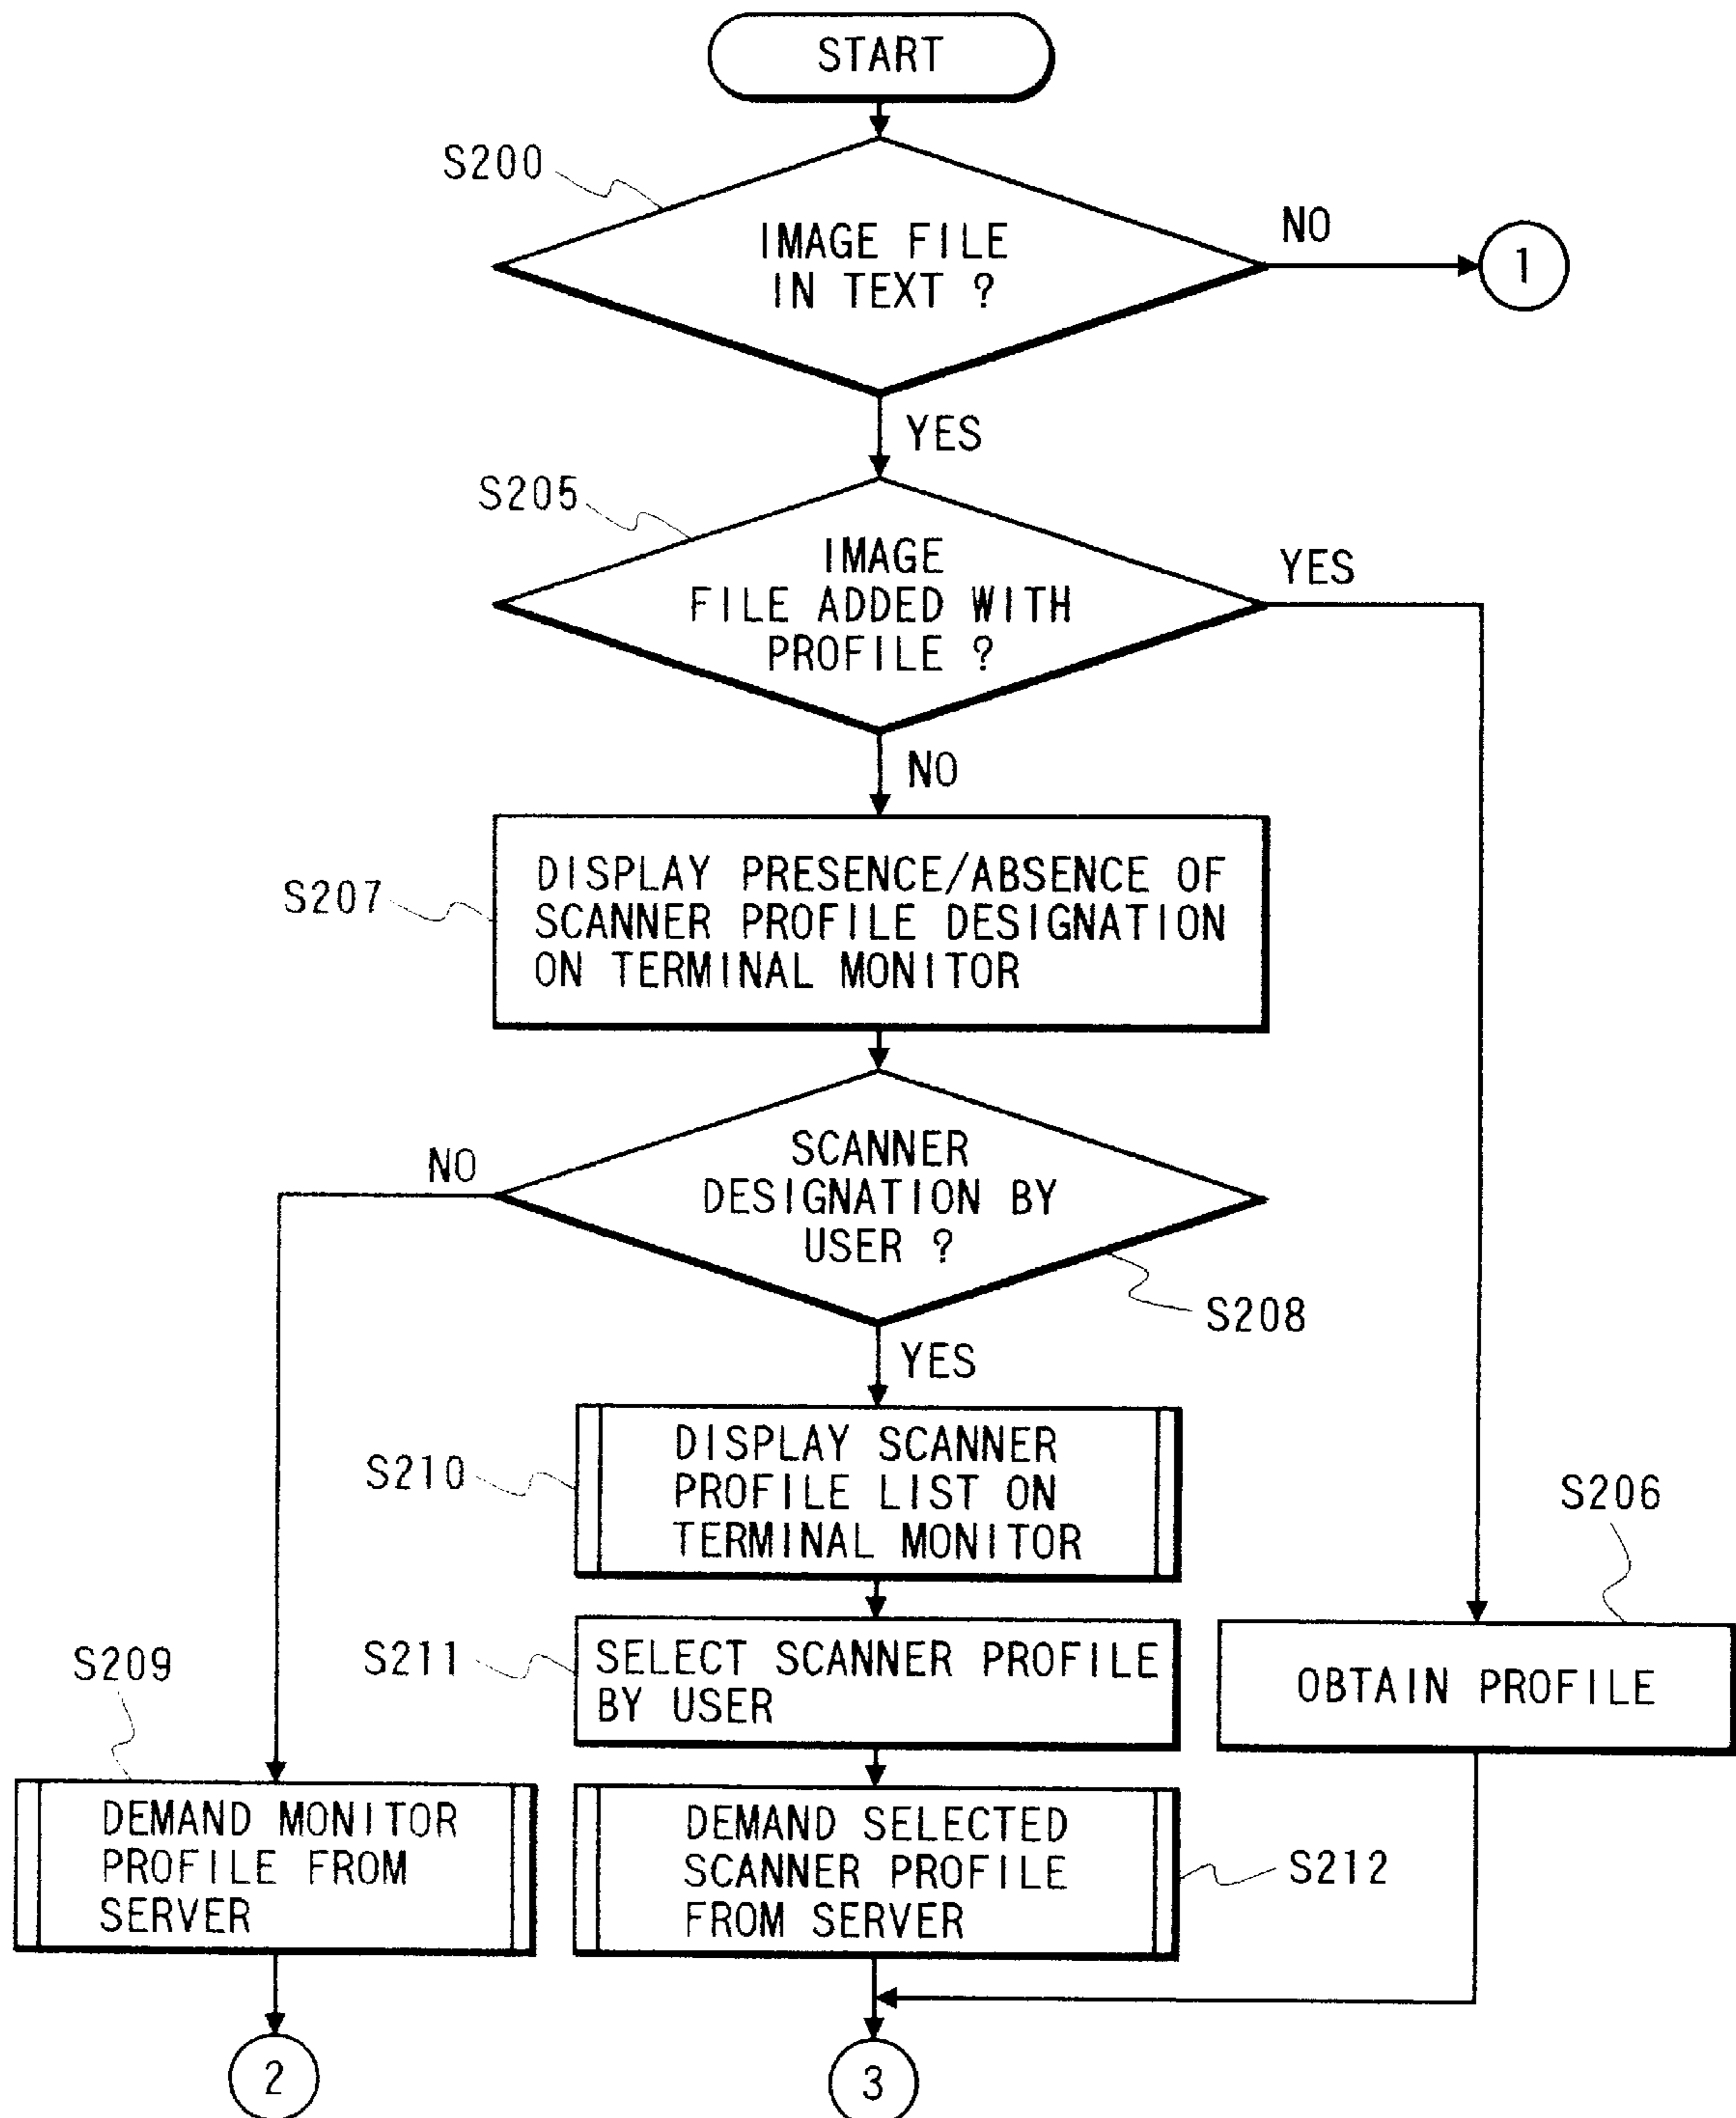 START
S200
IMAGE FILE
IN TEXT ?
NO
1
YES
S205
IMAGE
FILE ADDED WITH
PROFILE ?
YES
NO
S207
DISPLAY PRESENCE/ABSENCE OF
SCANNER PROFILE DESIGNATION
ON TERMINAL MONITOR
NO
SCANNER
DESIGNATION BY
USER ?
S208
YES
S210
DISPLAY SCANNER
PROFILE LIST ON
TERMINAL MONITOR
S206
S211
SELECT SCANNER PROFILE
BY USER
OBTAIN PROFILE
S209
DEMAND MONITOR
PROFILE FROM
SERVER
DEMAND SELECTED
SCANNER PROFILE
FROM SERVER
S212
2
3